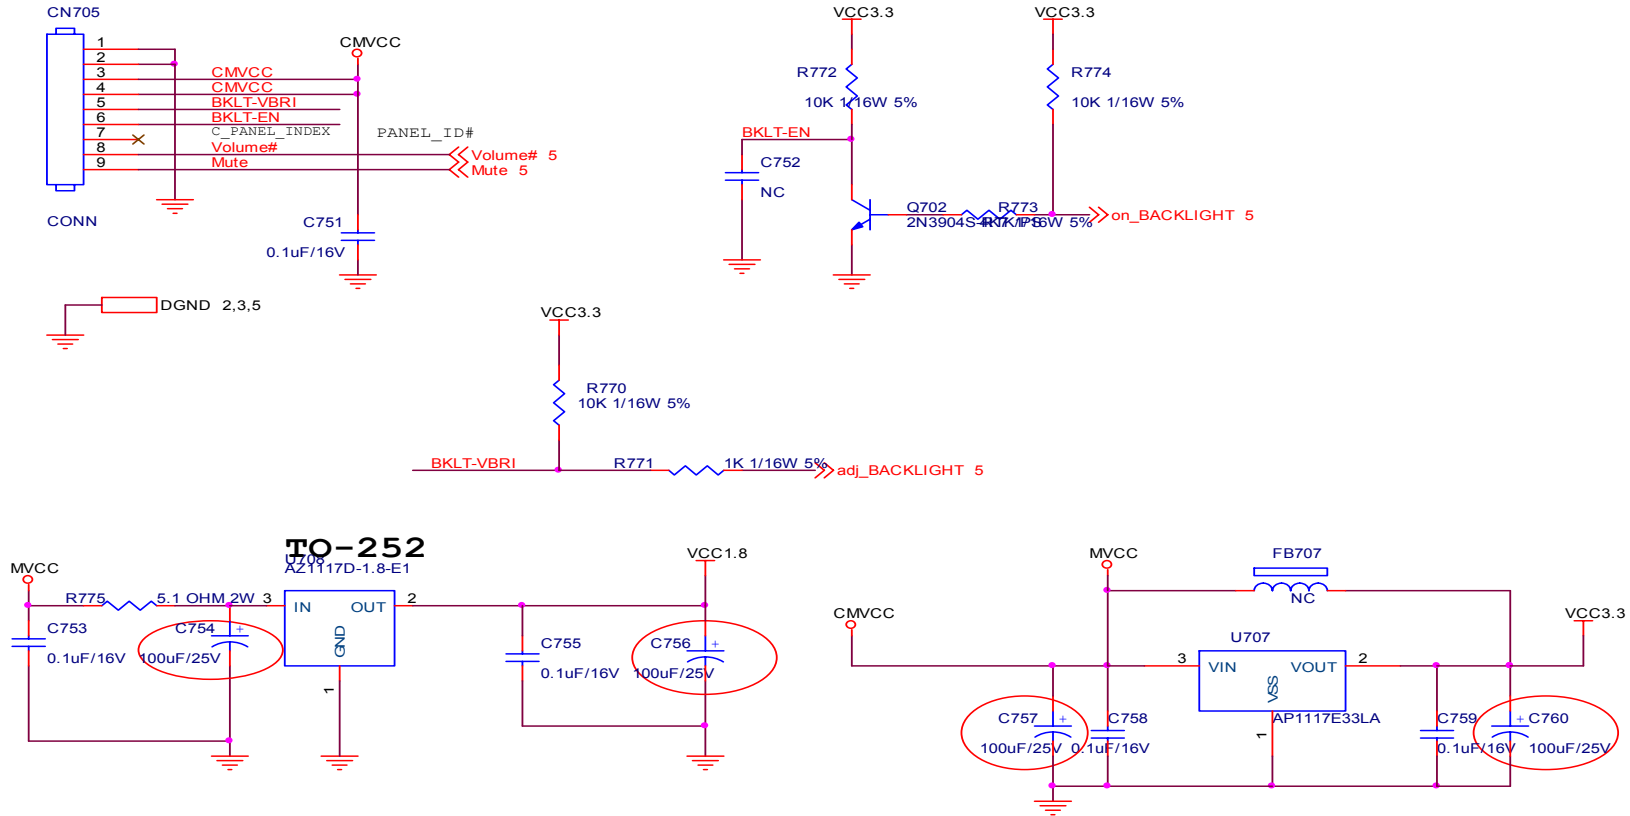 CN705
1
2
3
4
5
6
7
8
9
CMVCC
CMVCC
BKLT-VBRI
BKLT-EN
C_PANEL_INDEX
PANEL_ID#
Volume#
Mute
Volume# 5
Mute 5
CONN
CMVCC
C751
0.1uF/16V
DGND 2,3,5
VCC3.3
VCC3.3
R772
10K 1/16W 5%
R774
10K 1/16W 5%
BKLT-EN
C752
NC
Q702
R773
on_BACKLIGHT 5
VCC3.3
R770
10K 1/16W 5%
BKLT-VBRI
R771
1K 1/16W 5%
adj_BACKLIGHT 5
TO-252
U708
AZ1117D-1.8-E1
MVCC
R775
5.1 OHM 2W
3
IN
OUT
GND
2
1
C753
0.1uF/16V
C754
100uF/25V
+
VCC1.8
C755
0.1uF/16V
C756
100uF/25V
+
MVCC
FB707
NC
CMVCC
VCC3.3
U707
3
VIN
VOUT
VSS
2
1
AP1117E33LA
C757
100uF/25V
+
C758
0.1uF/16V
C759
0.1uF/16V
+
C760
100uF/25V